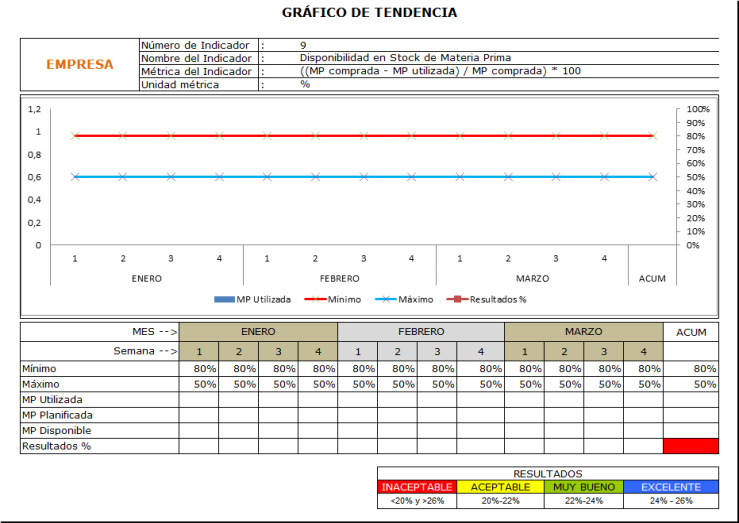 GRÁFICO DE TENDENCIA
EMPRESA
Número de Indicador : 9
Nombre del Indicador : Disponibilidad en Stock de Materia Prima
Métrica del Indicador : ((MP comprada - MP utilizada) / MP comprada) * 100
Unidad métrica : %
1,2 100%
90%
1 80%
0,8 70%
60%
0,6 50%
0,4 40%
30%
0,2 20%
10%
0 0%
1 2 3 4 1 2 3 4 1 2 3 4
ENERO FEBRERO MARZO ACUM
MP Utilizada Mínimo Máximo Resultados %
MES --> ENERO FEBRERO MARZO ACUM
Semana --> 1 2 3 4 1 2 3 4 1 2 3 4
Mínimo 80% 80% 80% 80% 80% 80% 80% 80% 80% 80% 80% 80% 80%
Máximo 50% 50% 50% 50% 50% 50% 50% 50% 50% 50% 50% 50% 50%
MP Utilizada
MP Planificada
MP Disponible
Resultados %
RESULTADOS
INACEPTABLE ACEPTABLE MUY BUENO EXCELENTE
<20% y >26% 20%-22% 22%-24% 24% - 26%